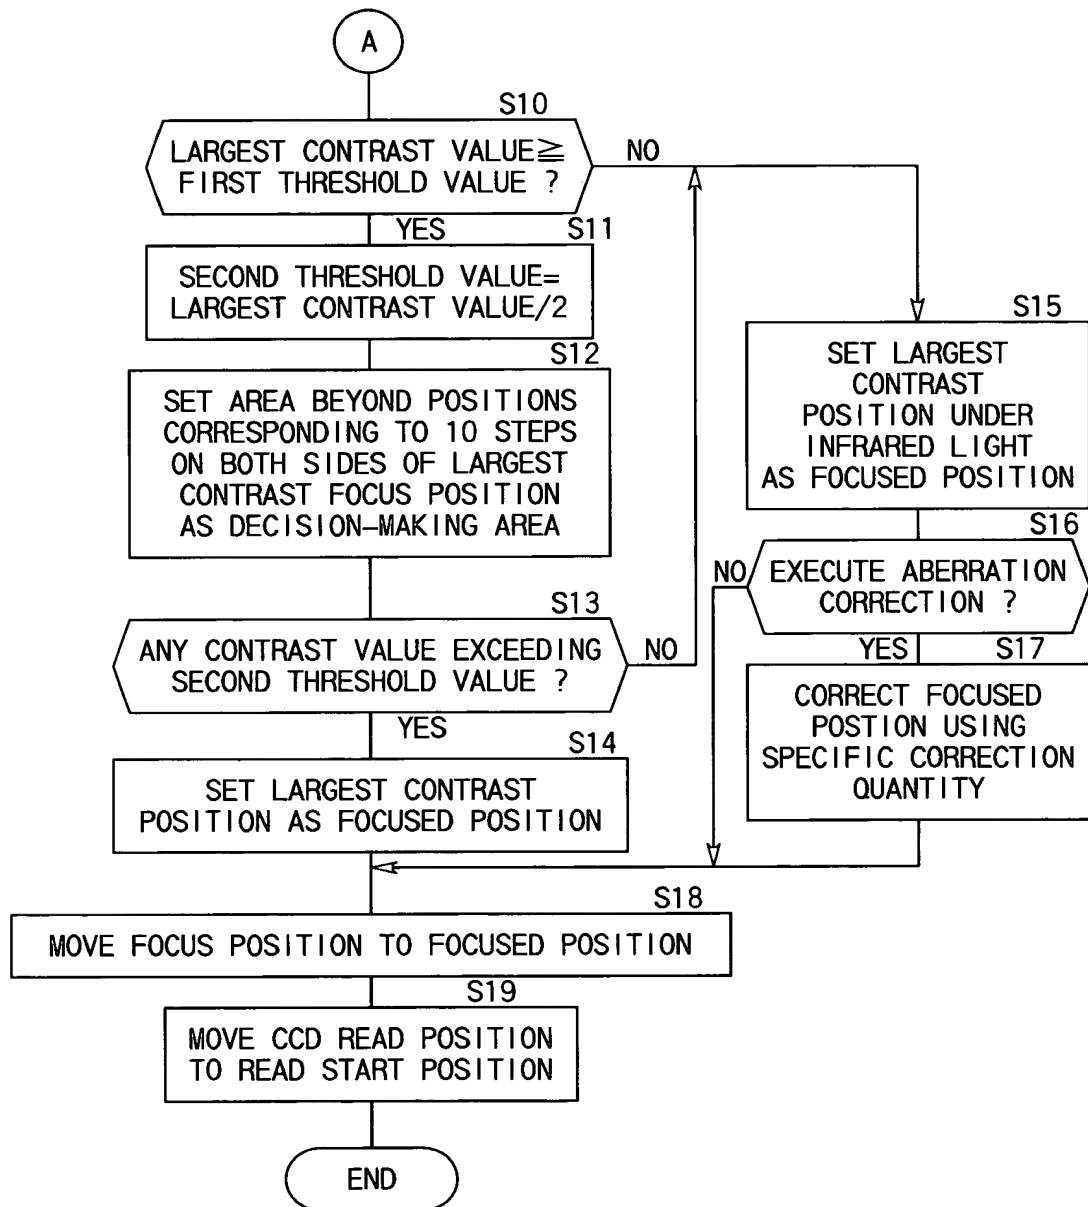 A
S10
LARGEST CONTRAST VALUE≧
FIRST THRESHOLD VALUE ?
NO
YES
S11
SECOND THRESHOLD VALUE=
LARGEST CONTRAST VALUE/2
S12
SET AREA BEYOND POSITIONS
CORRESPONDING TO 10 STEPS
ON BOTH SIDES OF LARGEST
CONTRAST FOCUS POSITION
AS DECISION-MAKING AREA
S13
ANY CONTRAST VALUE EXCEEDING
SECOND THRESHOLD VALUE ?
NO
YES
S14
SET LARGEST CONTRAST
POSITION AS FOCUSED POSITION
S15
SET LARGEST
CONTRAST
POSITION UNDER
INFRARED LIGHT
AS FOCUSED POSITION
S16
NO
EXECUTE ABERRATION
CORRECTION ?
YES
S17
CORRECT FOCUSED
POSTION USING
SPECIFIC CORRECTION
QUANTITY
S18
MOVE FOCUS POSITION TO FOCUSED POSITION
S19
MOVE CCD READ POSITION
TO READ START POSITION
END